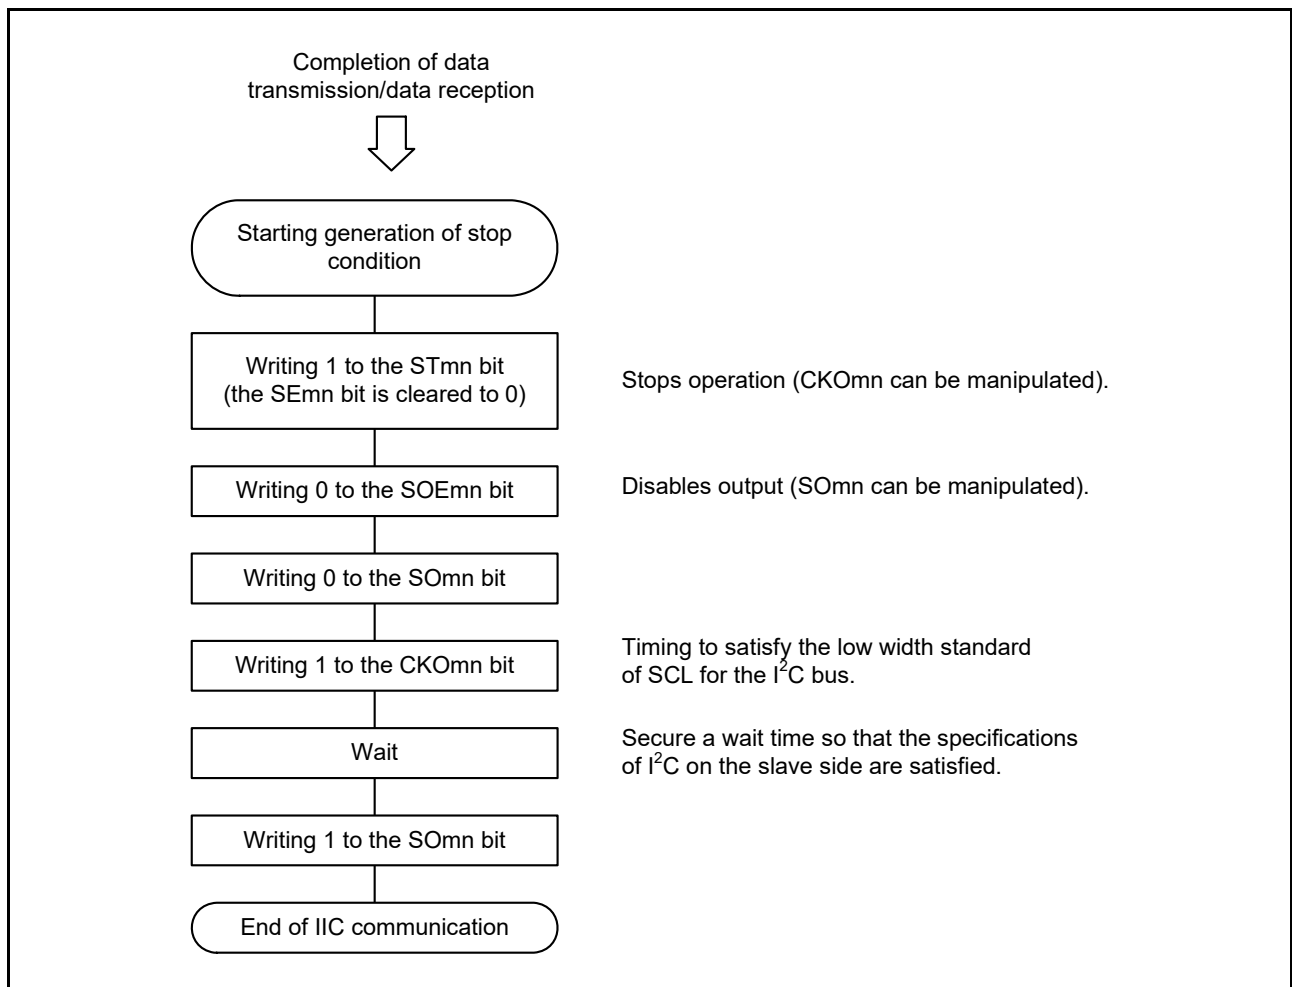 Completion of data
transmission/data reception
Starting generation of stop
condition
Writing 1 to the STmn bit
(the SEmn bit is cleared to 0)
Stops operation (CKOmn can be manipulated).
Writing 0 to the SOEmn bit
Disables output (SOmn can be manipulated).
Writing 0 to the SOmn bit
Writing 1 to the CKOmn bit
Timing to satisfy the low width standard
of SCL for the I²C bus.
Wait
Secure a wait time so that the specifications
of I²C on the slave side are satisfied.
Writing 1 to the SOmn bit
End of IIC communication